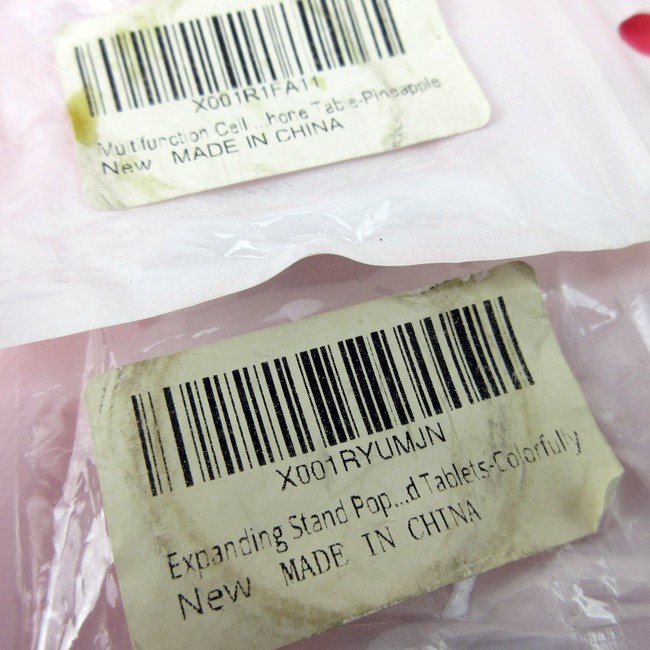 X001R1FA11
Multifunction Cell ...hone Table-Pineapple
New MADE IN CHINA
X001RYUMJN
Expanding Stand Pop...d Tablets-Colorfully
New MADE IN CHINA